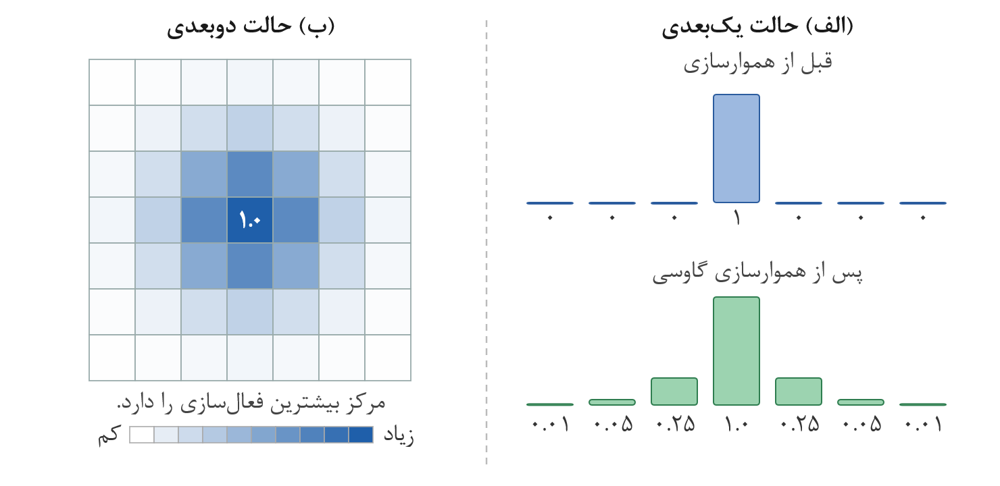 (الف) حالت یک‌بعدی
قبل از هموارسازی
۰ ۰ ۰ ۱ ۰ ۰ ۰
پس از هموارسازی گاوسی
۰.۰۱ ۰.۰۵ ۰.۲۵ ۱.۰ ۰.۲۵ ۰.۰۵ ۰.۰۱
(ب) حالت دوبعدی
۱.۰
مرکز بیشترین فعال‌سازی را دارد.
زیاد کم